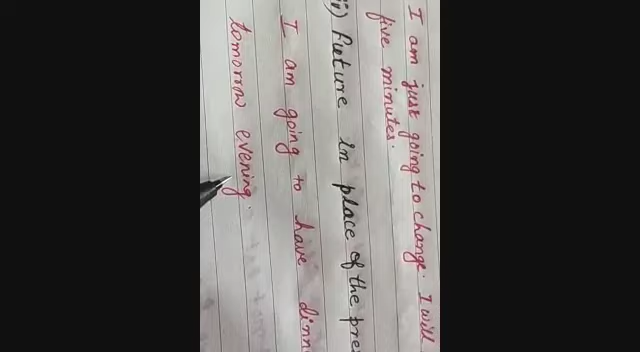 I am just going to change. I will
five minutes.
ii) Future in place of the
I am going to have
tomorrow evening.